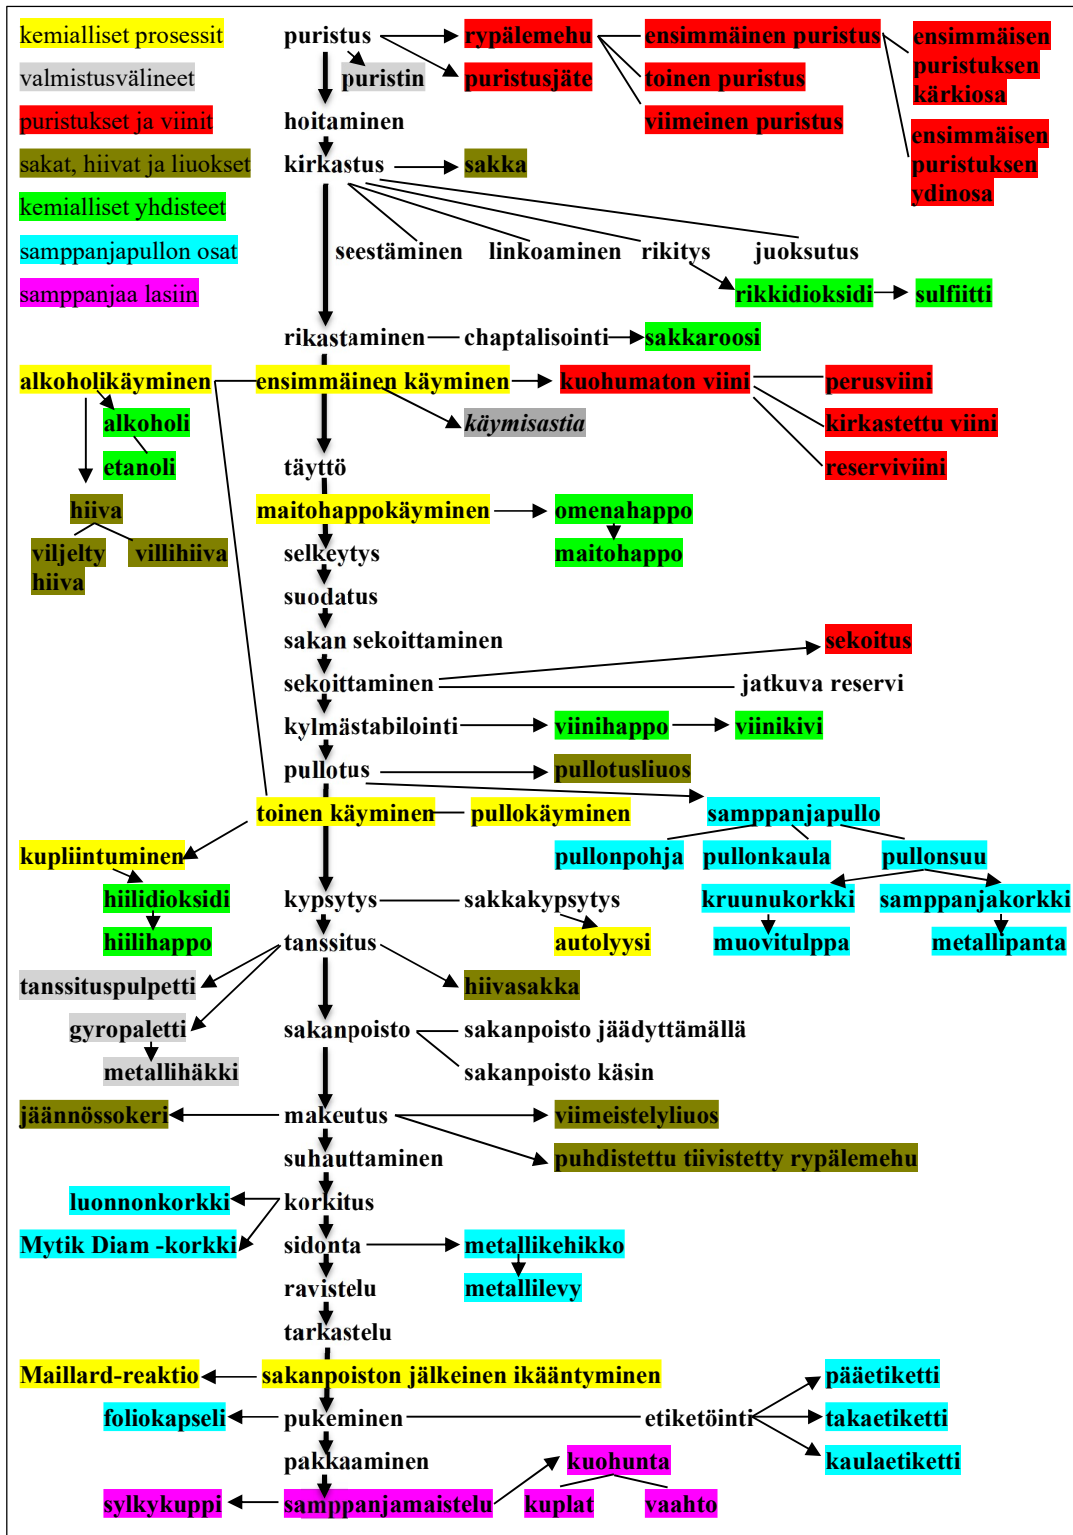 kemialliset prosessit
valmistusvälineet
puristukset ja viinit
sakat, hiivat ja liuokset
kemialliset yhdisteet
samppanjapullon osat
samppanjaa lasiin
puristus
rypälemehu
ensimmäinen puristus
ensimmäisen
puristuksen
kärkiosa
puristin
puristusjäte
toinen puristus
viimeinen puristus
hoitaminen
ensimmäisen
puristuksen
ydinosa
kirkastus
sakka
seestäminen
linkoaminen
rikitys
juoksutus
rikkidioksidi
sulfiitti
rikastaminen
chaptalisointi
sakkaroosi
alkoholikäyminen
ensimmäinen käyminen
kuohumaton viini
perusviini
alkoholi
käymisastia
kirkastettu viini
etanoli
täyttö
reserviviini
hiiva
maitohappokäyminen
omenahappo
viljelty
hiiva
villihiiva
selkeytys
maitohappo
suodatus
sakan sekoittaminen
sekoitus
sekoittaminen
jatkuva reservi
kylmästabilointi
viinihappo
viinikivi
pullotus
pullotusliuos
toinen käyminen
pullokäyminen
samppanjapullo
kupliintuminen
pullonpohja
pullonkaula
pullonsuu
hiilidioksidi
kypsytys
sakkakypsytys
kruunukorkki
samppanjakorkki
hiilihappo
tanssitus
autolyysi
muovitulppa
metallipanta
tanssituspulpetti
hiivasakka
gyropaletti
sakanpoisto
sakanpoisto jäädyttämällä
metallihäkki
sakanpoisto käsin
jäännössokeri
makeutus
viimeistelyliuos
suhauttaminen
puhdistettu tiivistetty rypälemehu
luonnonkorkki
korkitus
Mytik Diam -korkki
sidonta
metallikehikko
ravistelu
metallilevy
tarkastelu
Maillard-reaktio
sakanpoiston jälkeinen ikääntyminen
pääetiketti
foliokapseli
pukeminen
etiketöinti
takaetiketti
pakkaaminen
kuohunta
kaulaetiketti
sylkykuppi
samppanjamaistelu
kuplat
vaahto